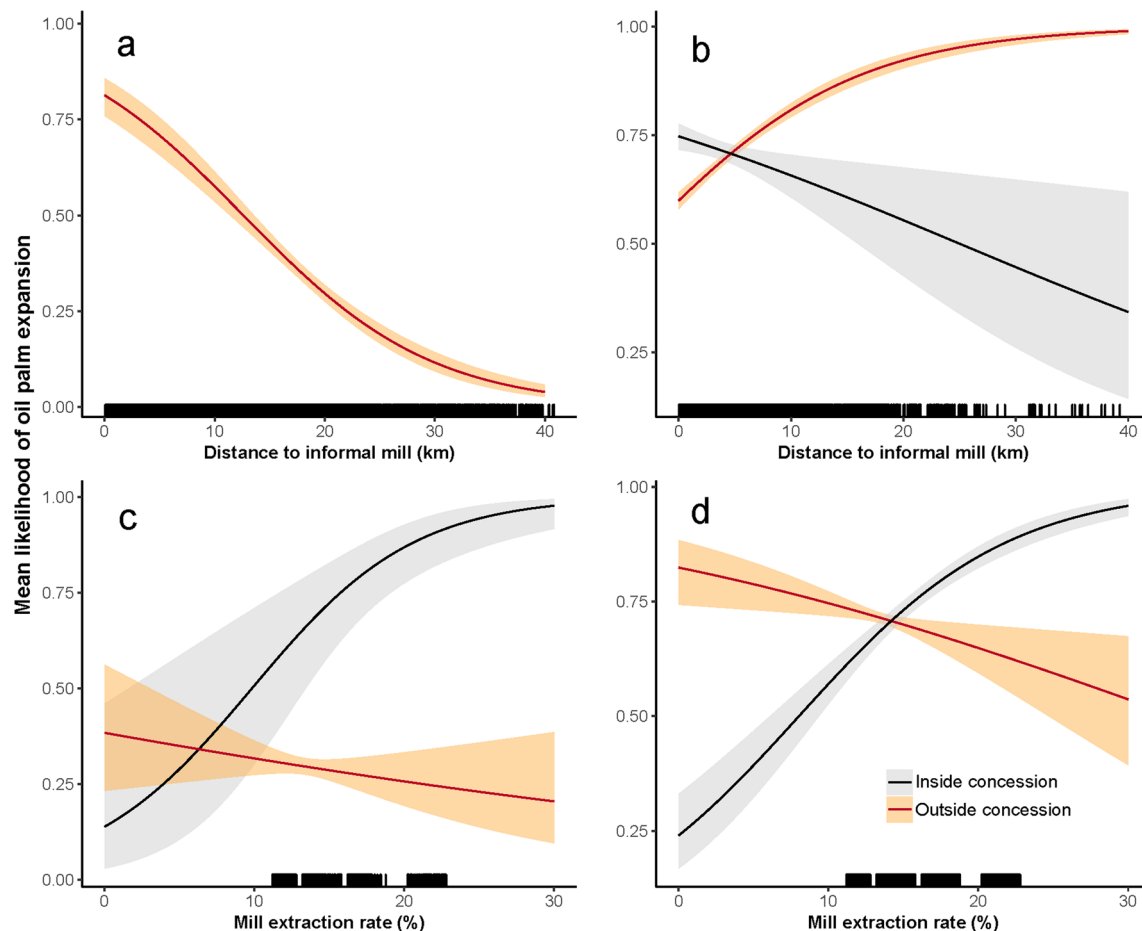 Mean likelihood of oil palm expansion
a
1.00
0.75
0.50
0.25
0.00
0 10 20 30 40
Distance to informal mill (km)
b
1.00
0.75
0.50
0.25
0 10 20 30 40
Distance to informal mill (km)
c
1.00
0.75
0.50
0.25
0.00
0 10 20 30
Mill extraction rate (%)
d
1.00
0.75
0.50
0.25
Inside concession
Outside concession
0 10 20 30
Mill extraction rate (%)